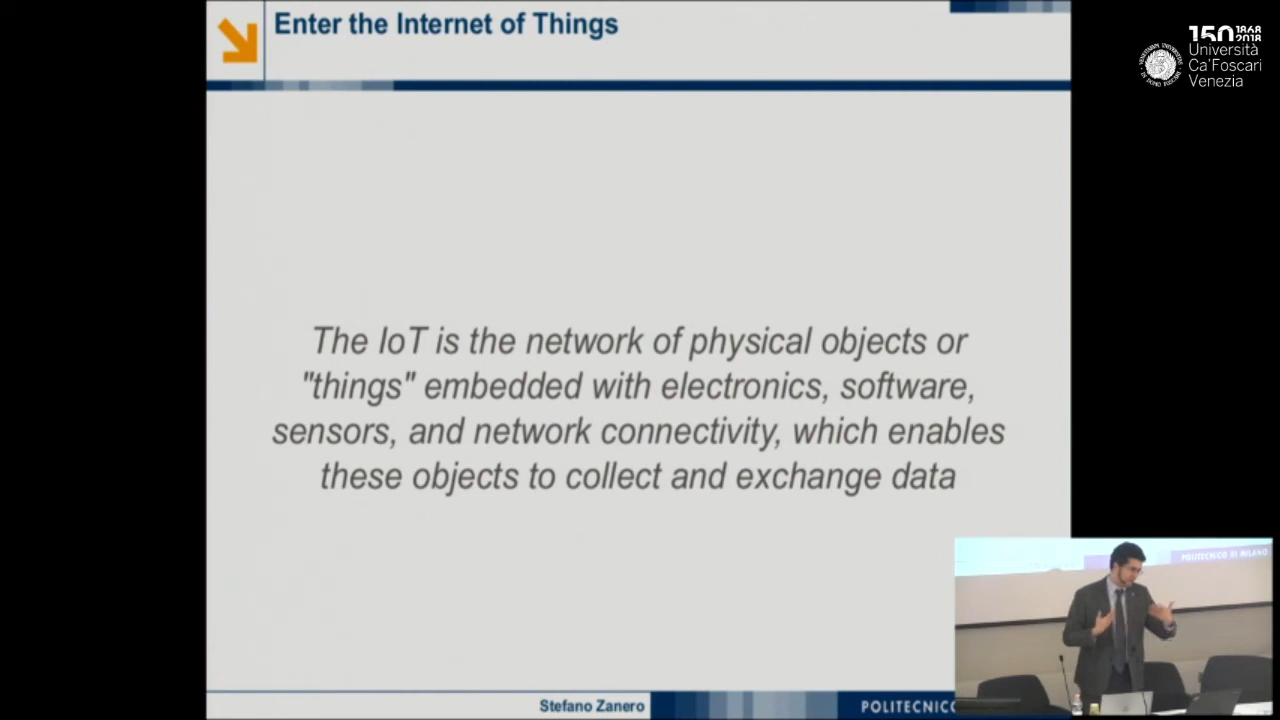 Enter the Internet of Things
150 1868 2018
Università
Ca'Foscari
Venezia
The IoT is the network of physical objects or
"things" embedded with electronics, software,
sensors, and network connectivity, which enables
these objects to collect and exchange data
Stefano Zanero
POLITECNICO
POLITECNICO DI MILANO